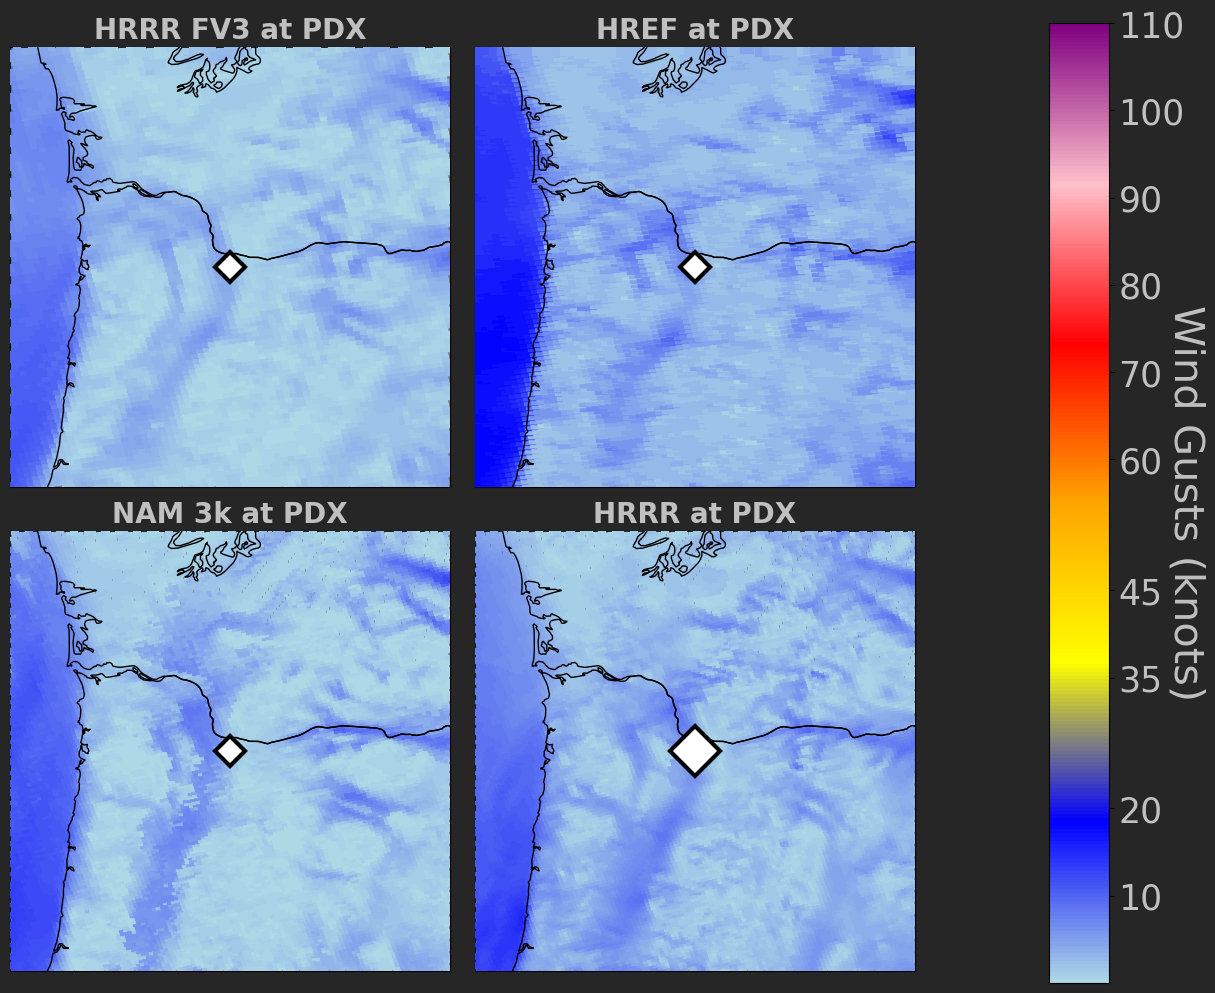 HRRR FV3 at PDX
HREF at PDX
NAM 3k at PDX
HRRR at PDX
110
100
90
80
70
60
45
35
20
10
Wind Gusts (knots)